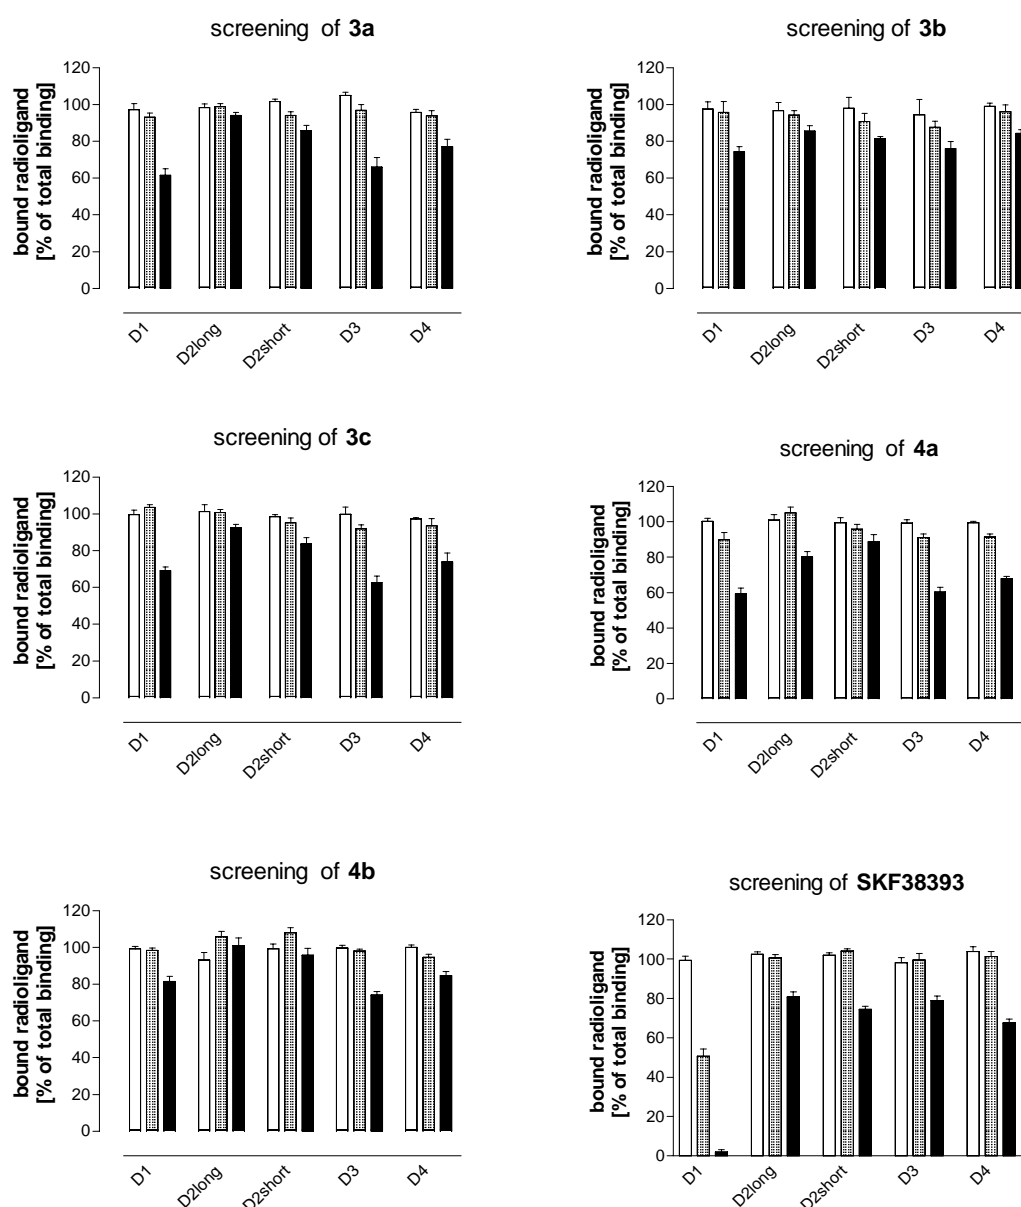 screening of 3a
bound radioligand
[% of total binding]
120
100
80
60
40
20
0
D1
D2long
D2short
D3
D4
screening of 3b
bound radioligand
[% of total binding]
120
100
80
60
40
20
0
D1
D2long
D2short
D3
D4
screening of 3c
bound radioligand
[% of total binding]
120
100
80
60
40
20
0
D1
D2long
D2short
D3
D4
screening of 4a
bound radioligand
[% of total binding]
120
100
80
60
40
20
0
D1
D2long
D2short
D3
D4
screening of 4b
bound radioligand
[% of total binding]
120
100
80
60
40
20
0
D1
D2long
D2short
D3
D4
screening of SKF38393
bound radioligand
[% of total binding]
120
100
80
60
40
20
0
D1
D2long
D2short
D3
D4